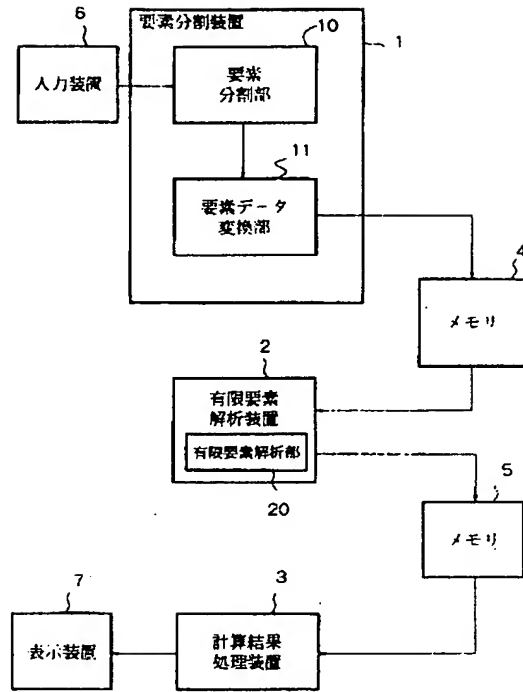 6
要素分割装置
10
1
入力装置
要素
分割部
11
要素データ
変換部
4
メモリ
2
有限要素
解析装置
有限要素解析部
20
5
メモリ
7
3
表示装置
計算結果
処理装置